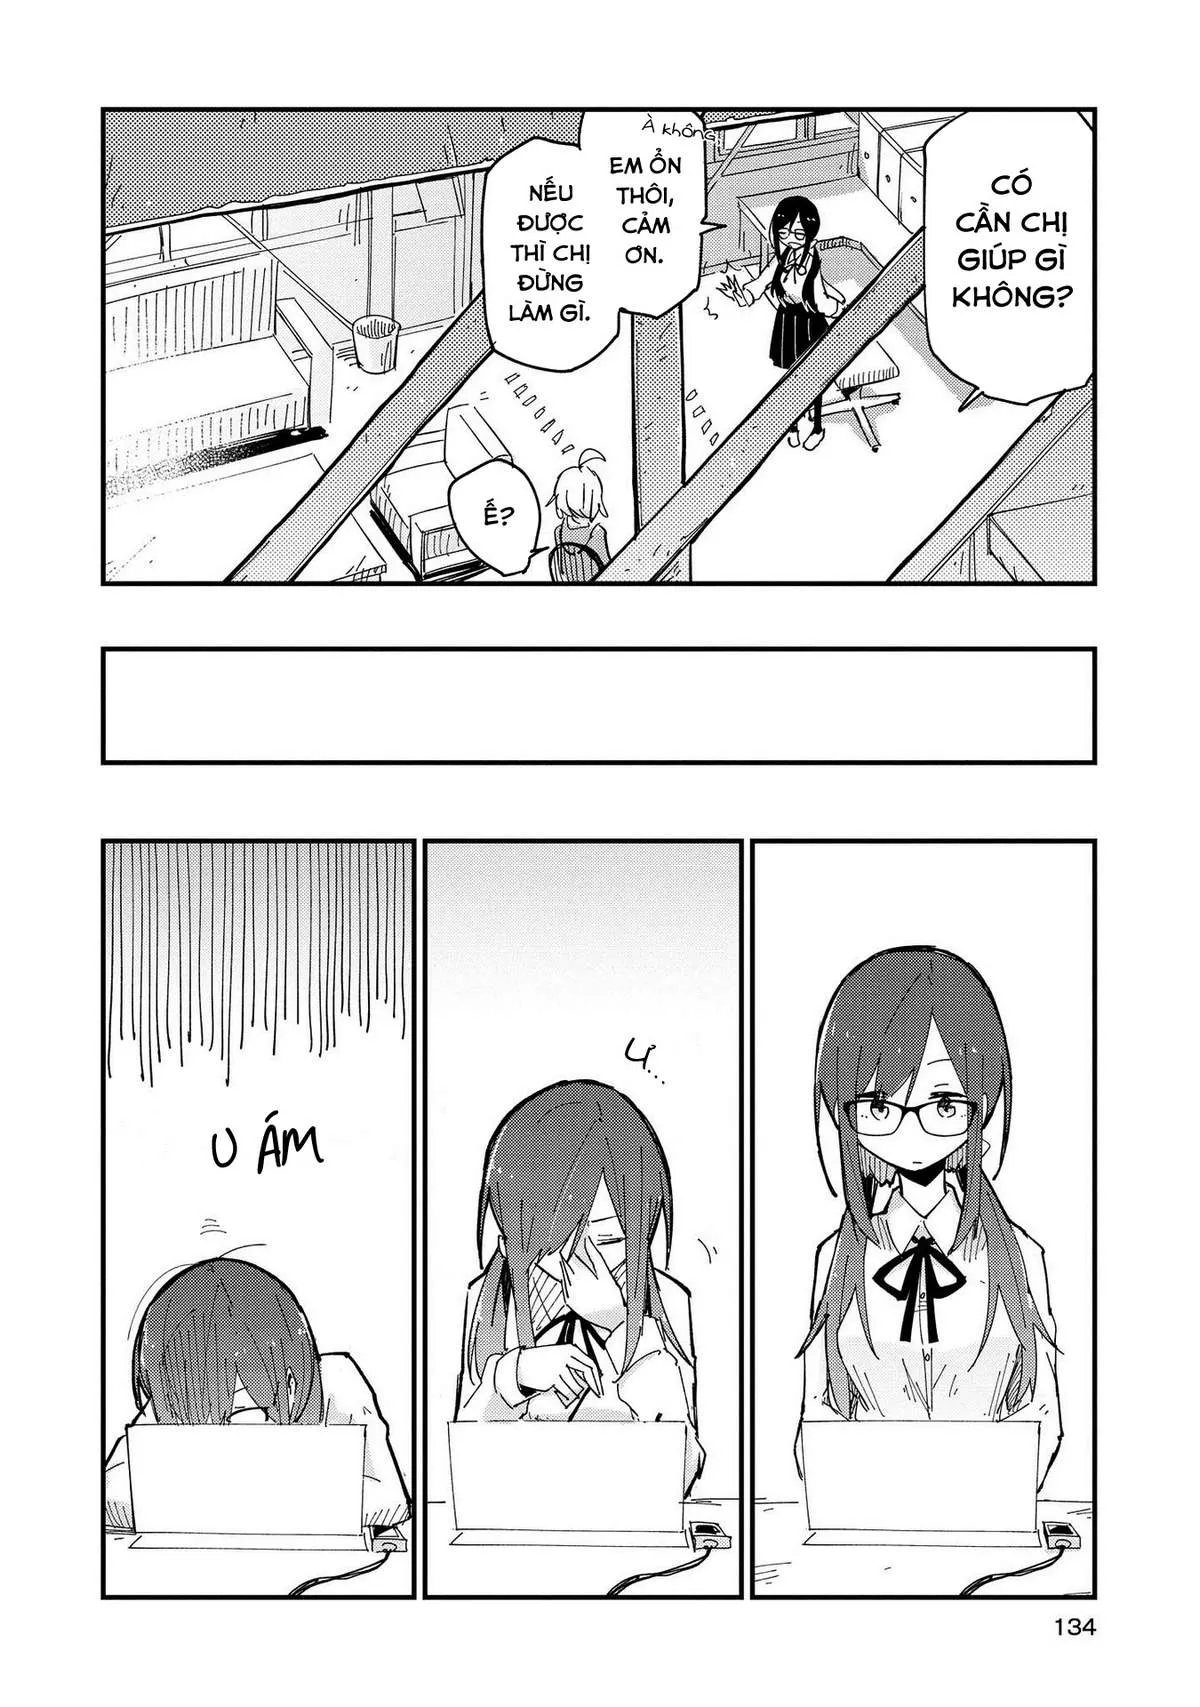 CÓ
CẦN CHỊ
GIÚP GÌ
KHÔNG?
À không
EM ỔN
THÔI,
CẢM
ƠN.
NẾU
ĐƯỢC
THÌ CHỊ
ĐỪNG
LÀM GÌ.
Ế?
Ư...
U ÁM
134